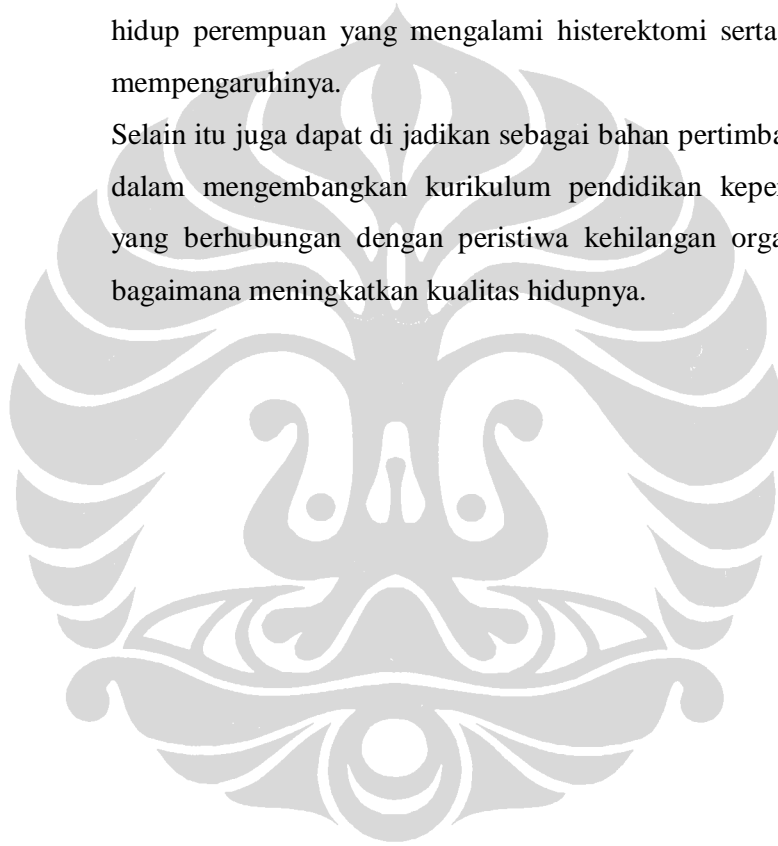 hidup perempuan yang mengalami histerektomi serta
mempengaruhinya.
Selain itu juga dapat di jadikan sebagai bahan
dalam mengembangkan kurikulum pendidikan
yang berhubungan dengan peristiwa kehilangan
bagaimana meningkatkan kualitas hidupnya.